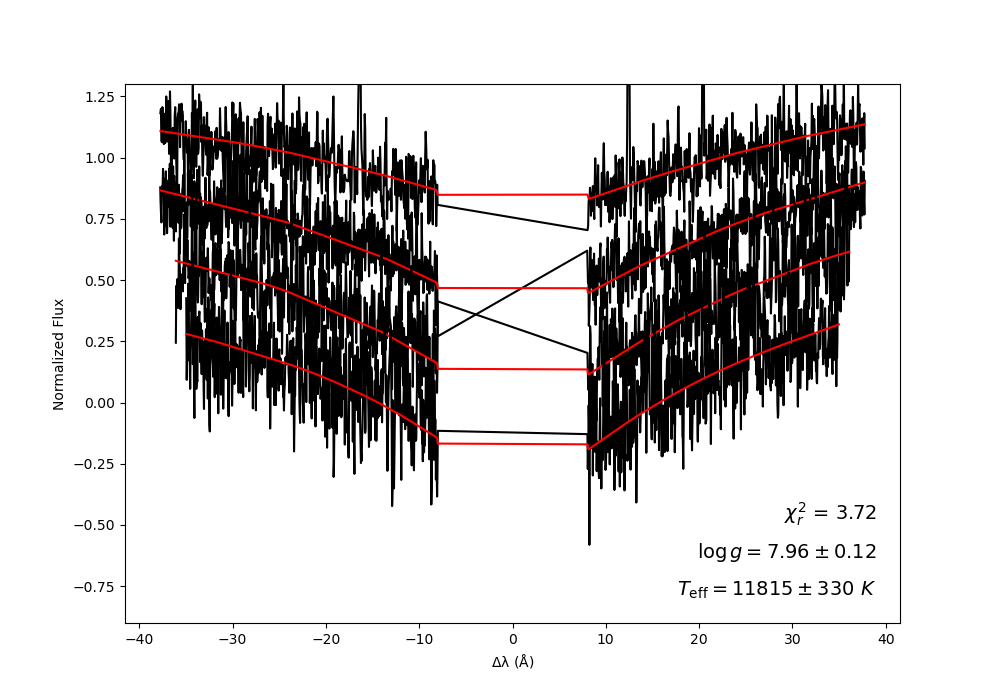 1.25
1.00
0.75
0.50
0.25
0.00
−0.25
−0.50
−0.75
Normalized Flux
χ²ᵣ = 3.72
log g = 7.96 ± 0.12
T_eff = 11815 ± 330 K
−40 −30 −20 −10 0 10 20 30 40
Δλ (Å)